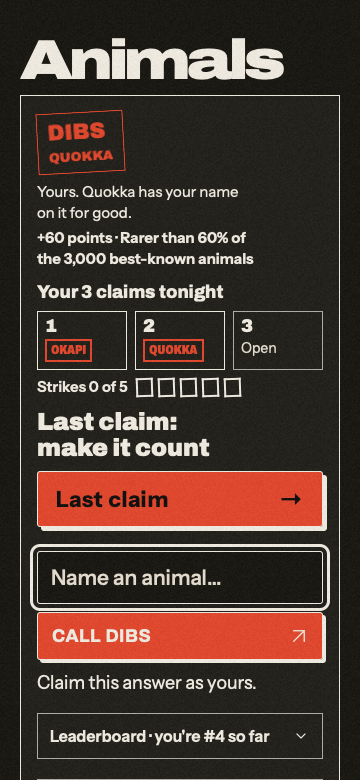 Animals
DIBS
QUOKKA
Yours. Quokka has your name
on it for good.
+60 points · Rarer than 60% of
the 3,000 best-known animals
Your 3 claims tonight
1
OKAPI
2
QUOKKA
3
Open
Strikes 0 of 5
Last claim:
make it count
Last claim →
Name an animal...
CALL DIBS
Claim this answer as yours.
Leaderboard · you're #4 so far